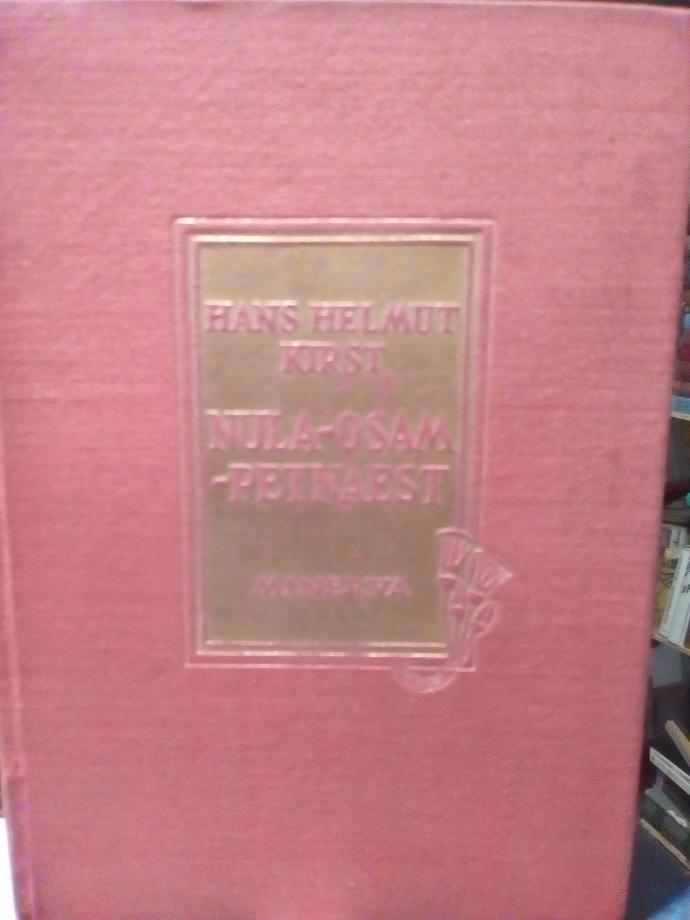 HANS HELMUT
KIRST
NULA-OSAM
-PETNAEST
MINERVA